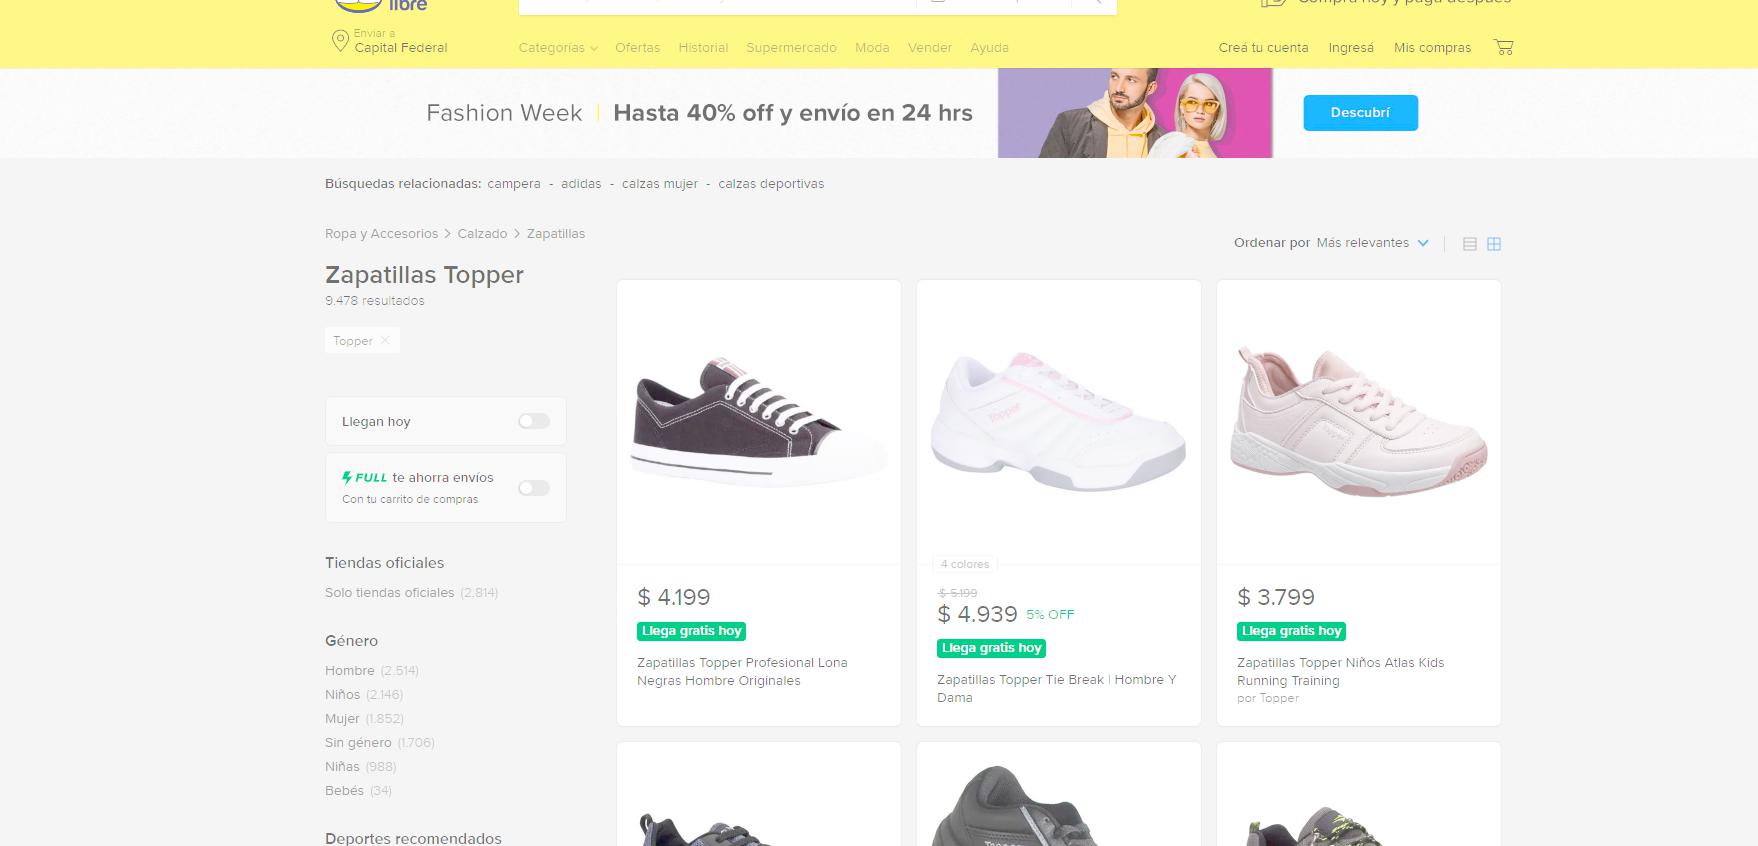 libre
Compra hoy y paga después
Enviar a
Capital Federal
Categorías
Ofertas
Historial
Supermercado
Moda
Vender
Ayuda
Creá tu cuenta
Ingresá
Mis compras
Fashion Week
Hasta 40% off y envío en 24 hrs
Descubrí
Búsquedas relacionadas: campera - adidas - calzas mujer - calzas deportivas
Ropa y Accesorios > Calzado > Zapatillas
Ordenar por Más relevantes
Zapatillas Topper
9.478 resultados
Topper
Llegan hoy
FULL te ahorra envíos
Con tu carrito de compras
Tiendas oficiales
Solo tiendas oficiales (2.814)
Género
Hombre (2.514)
Niños (2.146)
Mujer (1.852)
Sin género (1.706)
Niñas (988)
Bebés (34)
Deportes recomendados
$ 4.199
Llega gratis hoy
Zapatillas Topper Profesional Lona
Negras Hombre Originales
Topper
4 colores
$ 5.199
$ 4.939 5% OFF
Llega gratis hoy
Zapatillas Topper Tie Break | Hombre Y
Dama
$ 3.799
Llega gratis hoy
Zapatillas Topper Niños Atlas Kids
Running Training
por Topper